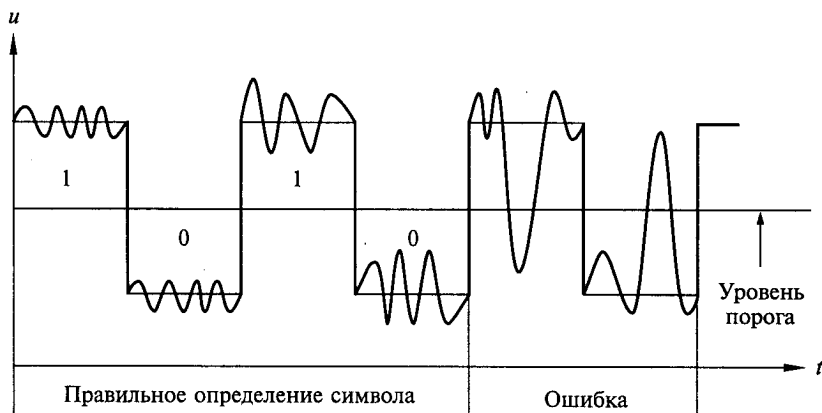 u
1
1
0
0
Уровень
порога
t
Правильное определение символа
Ошибка